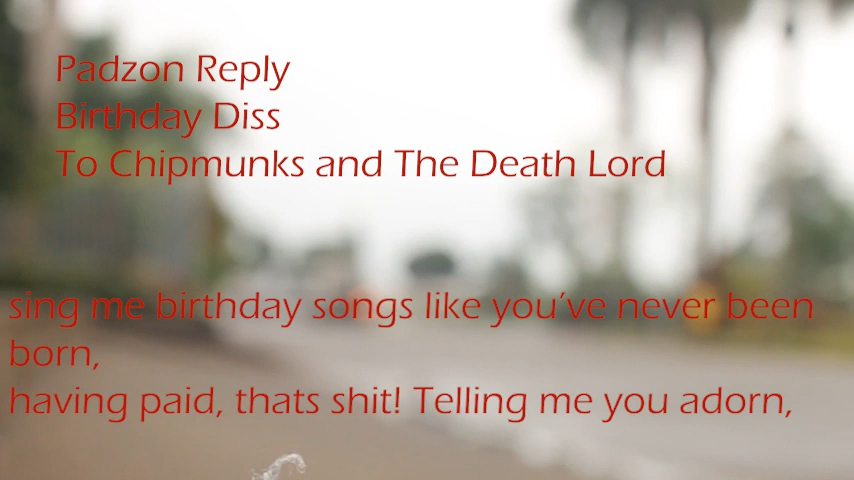 Padzon Reply
Birthday Diss
To Chipmunks and The Death Lord
sing me birthday songs like you've never been
born,
having paid, thats shit! Telling me you adorn,